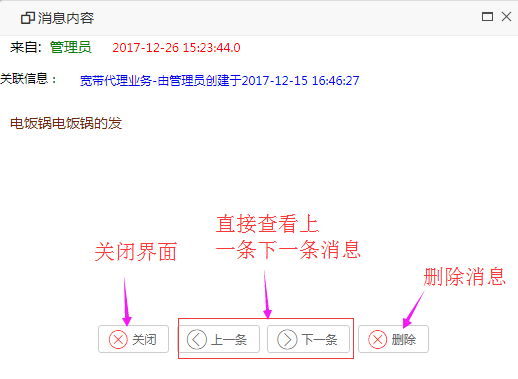 消息内容
来自: 管理员 2017-12-26 15:23:44.0
关联信息： 宽带代理业务-由管理员创建于2017-12-15 16:46:27
电饭锅电饭锅的发
直接查看上
一条下一条消息
关闭界面
删除消息
关闭 上一条 下一条 删除